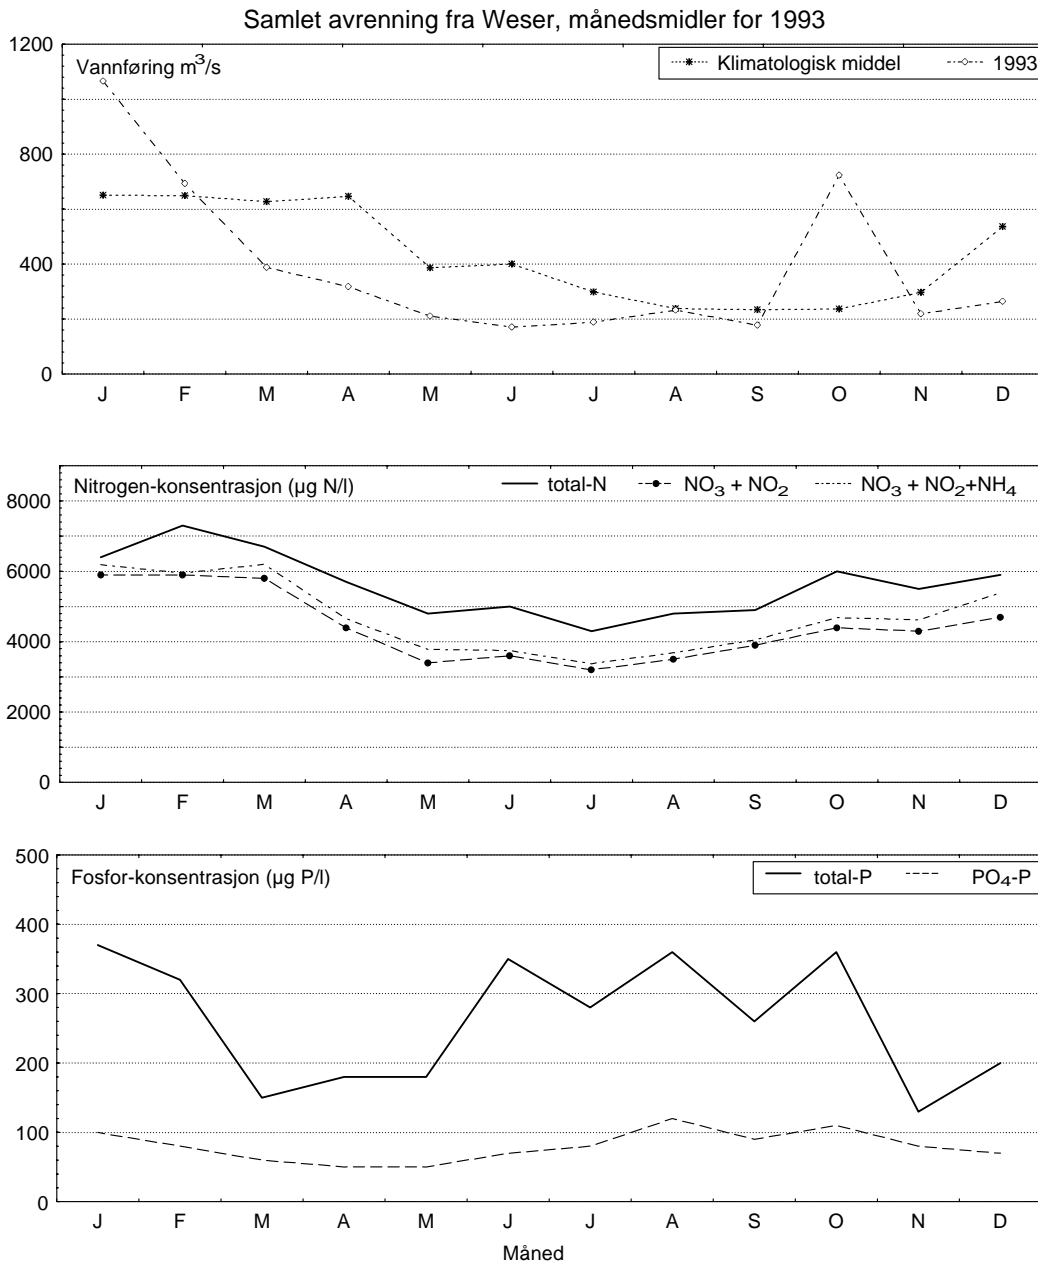 Samlet avrenning fra Weser, månedsmidler for 1993
Vannføring m³/s
Klimatologisk middel 1993
1200
800
400
0
J F M A M J J A S O N D
Nitrogen-konsentrasjon (µg N/l)
total-N NO₃ + NO₂ NO₃ + NO₂+NH₄
8000
6000
4000
2000
0
J F M A M J J A S O N D
Fosfor-konsentrasjon (µg P/l)
total-P PO₄-P
500
400
300
200
100
0
J F M A M J J A S O N D
Måned